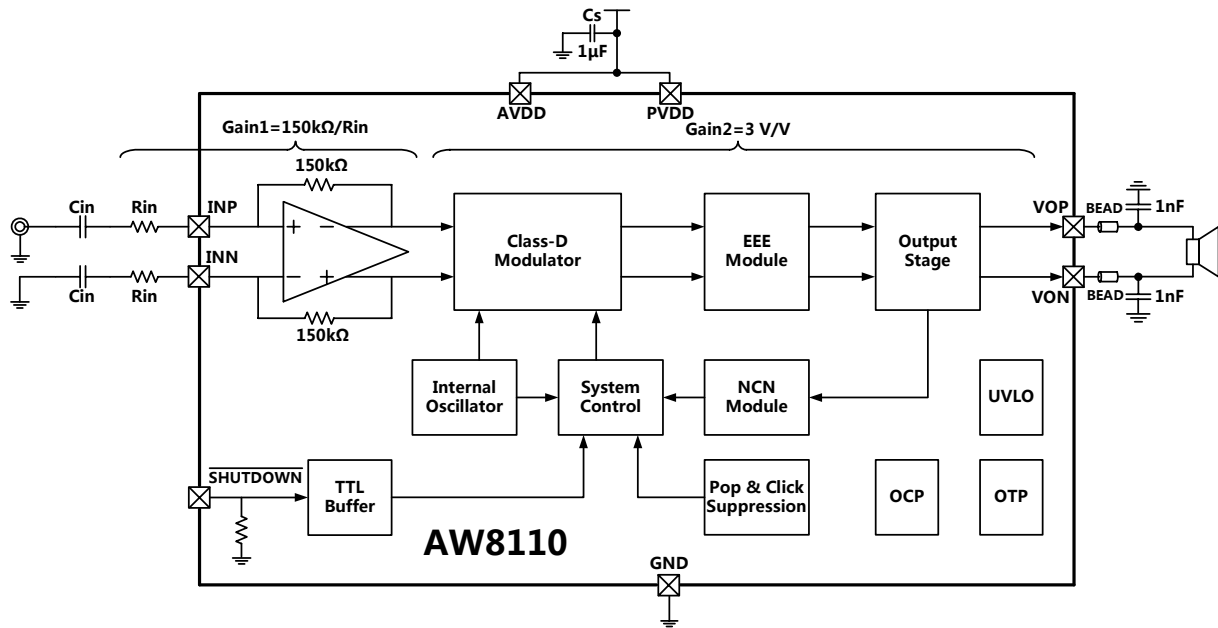 Cs
1μF
AVDD
PVDD
Gain1=150kΩ/Rin
Gain2=3 V/V
150kΩ
Cin
Rin
INP
INN
Cin
Rin
150kΩ
Class-D
Modulator
EEE
Module
Output
Stage
VOP
BEAD
1nF
VON
BEAD
1nF
Internal
Oscillator
System
Control
NCN
Module
UVLO
SHUTDOWN
TTL
Buffer
Pop & Click
Suppression
OCP
OTP
AW8110
GND